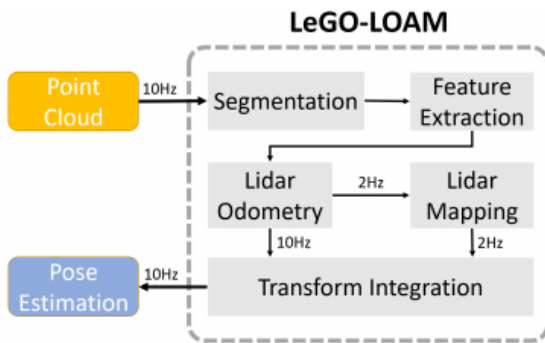 LeGO-LOAM
Point
Cloud
10Hz
Segmentation
Feature
Extraction
Lidar
Odometry
2Hz
Lidar
Mapping
10Hz
2Hz
Pose
Estimation
10Hz
Transform Integration